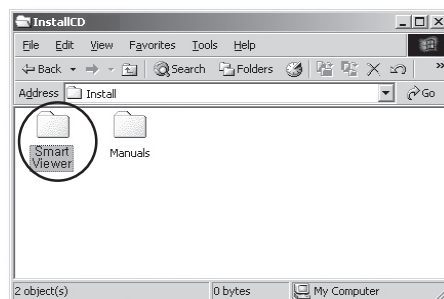 InstallCD
File Edit View Favorites Tools Help
Back Search Folders »
Address Install Go
Smart Viewer Manuals
2 object(s) 0 bytes My Computer